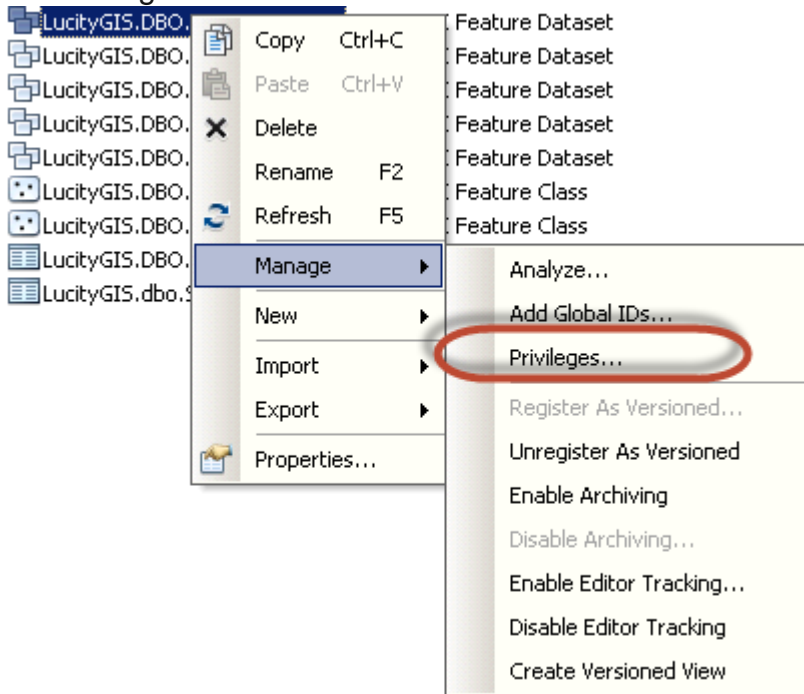 LucityGIS.DBO. Feature Dataset
LucityGIS.DBO. Feature Dataset
LucityGIS.DBO. Feature Dataset
LucityGIS.DBO. Feature Dataset
LucityGIS.DBO. Feature Dataset
LucityGIS.DBO. Feature Class
LucityGIS.DBO. Feature Class
LucityGIS.DBO.
LucityGIS.dbo.
Copy Ctrl+C
Paste Ctrl+V
Delete
Rename F2
Refresh F5
Manage
New
Import
Export
Properties...
Analyze...
Add Global IDs...
Privileges...
Register As Versioned...
Unregister As Versioned
Enable Archiving
Disable Archiving...
Enable Editor Tracking...
Disable Editor Tracking
Create Versioned View